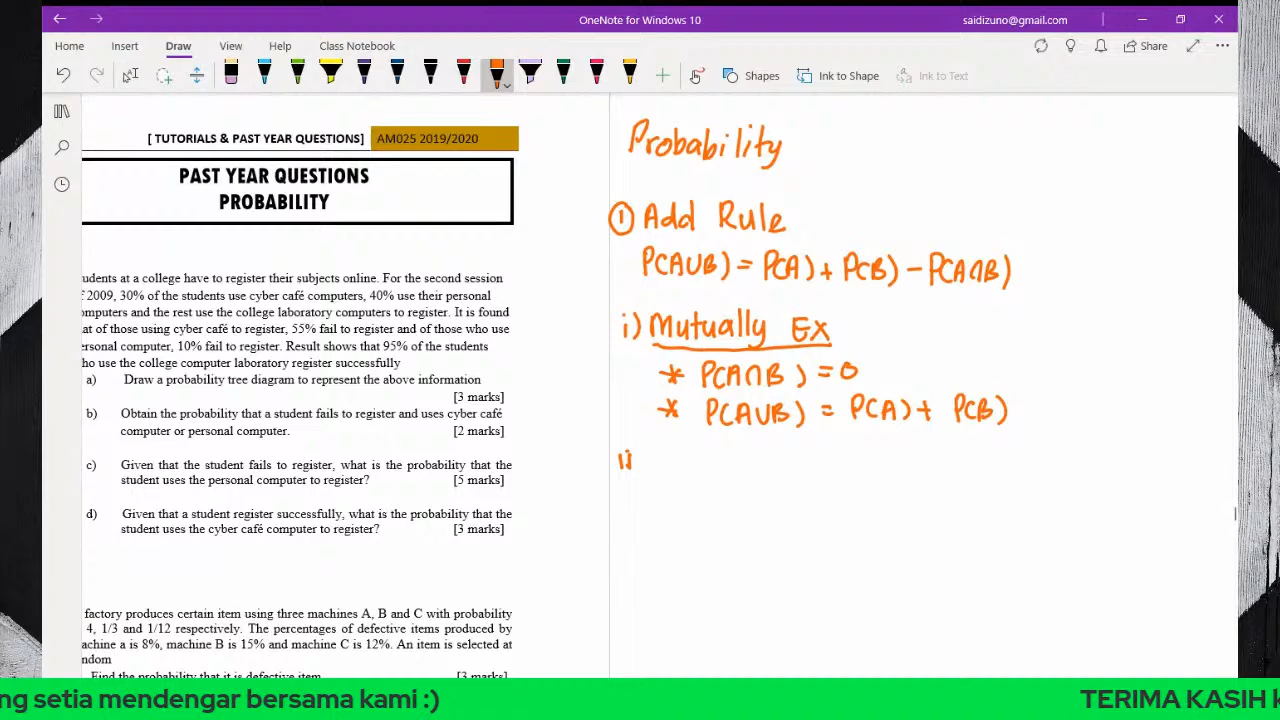 OneNote for Windows 10
saidizuno@gmail.com
Home Insert Draw View Help Class Notebook
Share
Shapes Ink to Shape Ink to Text
[ TUTORIALS & PAST YEAR QUESTIONS] AM025 2019/2020
PAST YEAR QUESTIONS
PROBABILITY
udents at a college have to register their subjects online. For the second session
f 2009, 30% of the students use cyber café computers, 40% use their personal
omputers and the rest use the college laboratory computers to register. It is found
at of those using cyber café to register, 55% fail to register and of those who use
ersonal computer, 10% fail to register. Result shows that 95% of the students
ho use the college computer laboratory register successfully
a) Draw a probability tree diagram to represent the above information
[3 marks]
b) Obtain the probability that a student fails to register and uses cyber café
computer or personal computer. [2 marks]
c) Given that the student fails to register, what is the probability that the
student uses the personal computer to register? [5 marks]
d) Given that a student register successfully, what is the probability that the
student uses the cyber café computer to register? [3 marks]
factory produces certain item using three machines A, B and C with probability
4, 1/3 and 1/12 respectively. The percentages of defective items produced by
achine a is 8%, machine B is 15% and machine C is 12%. An item is selected at
ndom
Find the probability that it is defective item [3 marks]
Probability
① Add Rule
P(A∪B) = P(A) + P(B) - P(A∩B)
i) Mutually Ex
* P(A∩B) = 0
* P(A∪B) = P(A) + P(B)
ii
ng setia mendengar bersama kami :)
TERIMA KASIH k